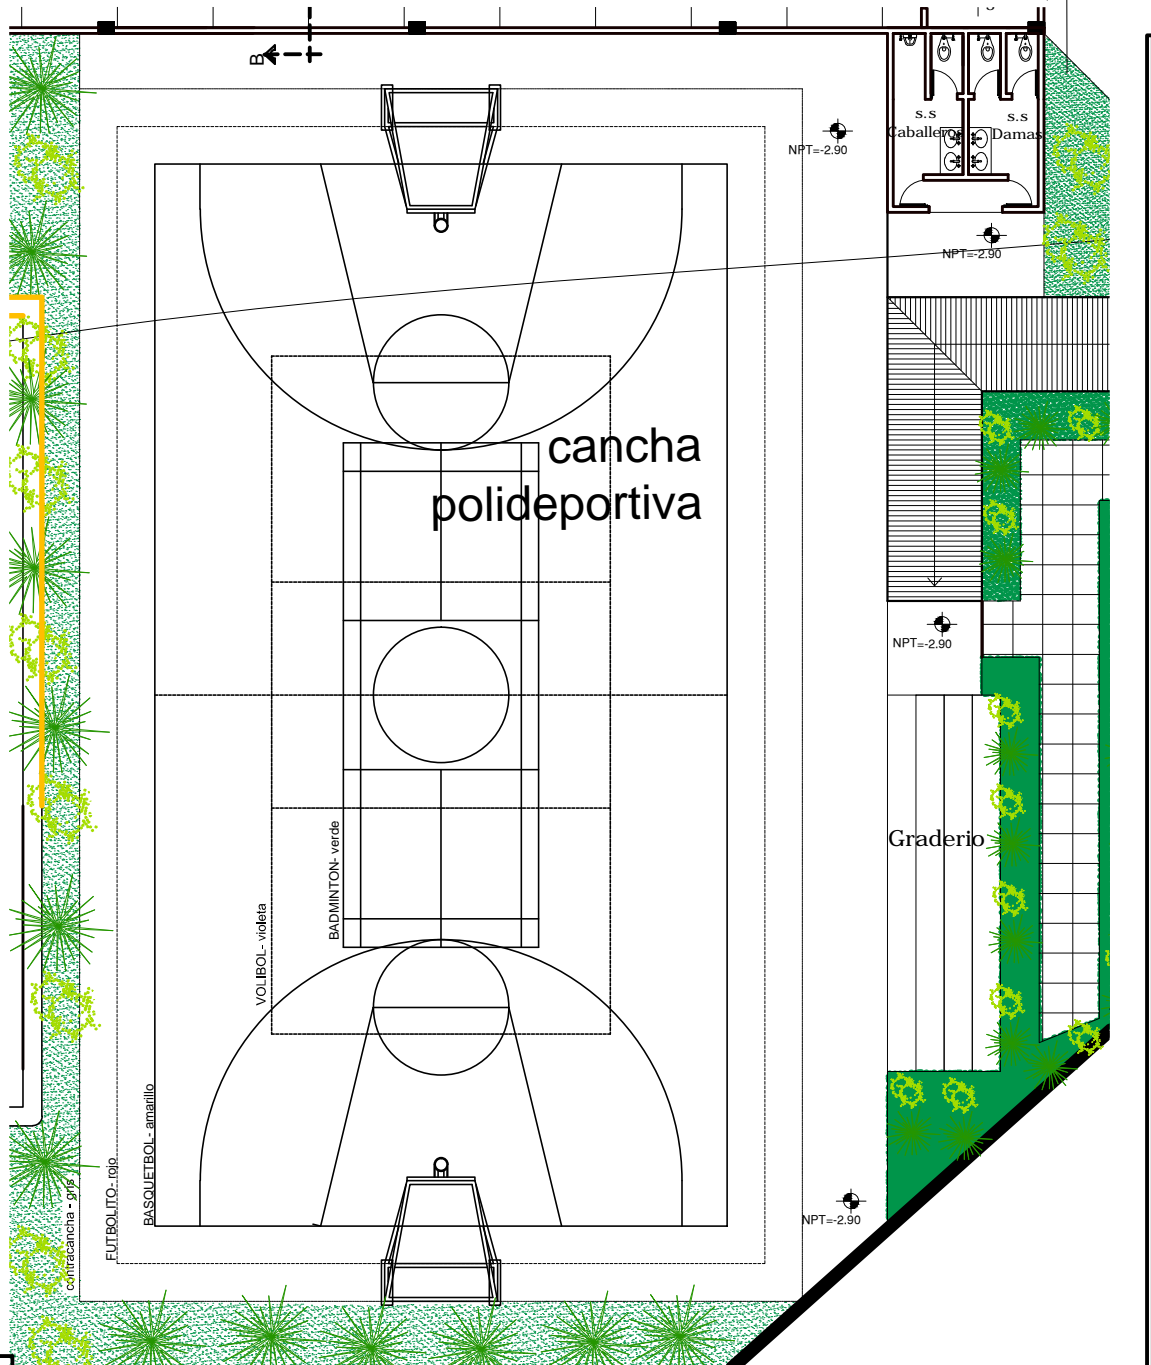 B
s.s
Caballeros
s.s
Damas
NPT=-2.90
NPT=-2.90
cancha
polideportiva
NPT=-2.90
Graderio
BADMINTON- verde
VOLIBOL- violeta
BASQUETBOL- amarillo
FUTBOLITO- rojo
contracancha - gris
NPT=-2.90